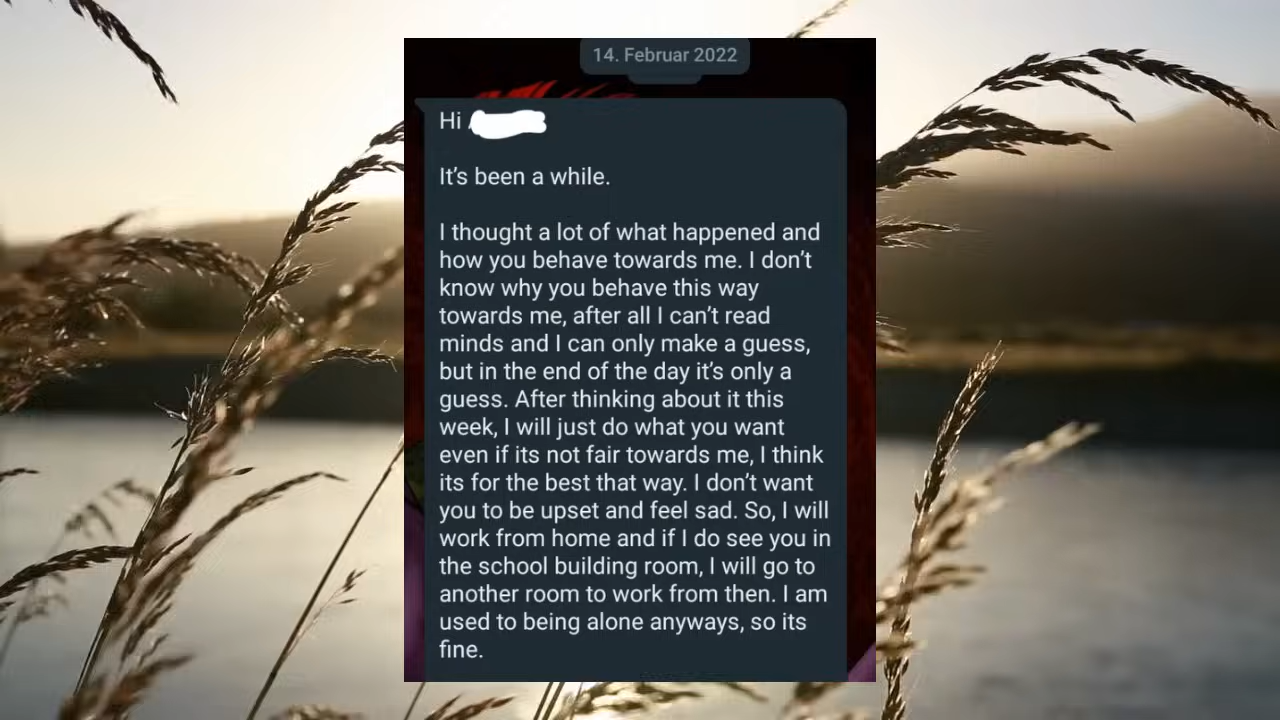 14. Februar 2022
Hi
It’s been a while.
I thought a lot of what happened and
how you behave towards me. I don’t
know why you behave this way
towards me, after all I can’t read
minds and I can only make a guess,
but in the end of the day it’s only a
guess. After thinking about it this
week, I will just do what you want
even if its not fair towards me, I think
its for the best that way. I don’t want
you to be upset and feel sad. So, I will
work from home and if I do see you in
the school building room, I will go to
another room to work from then. I am
used to being alone anyways, so its
fine.